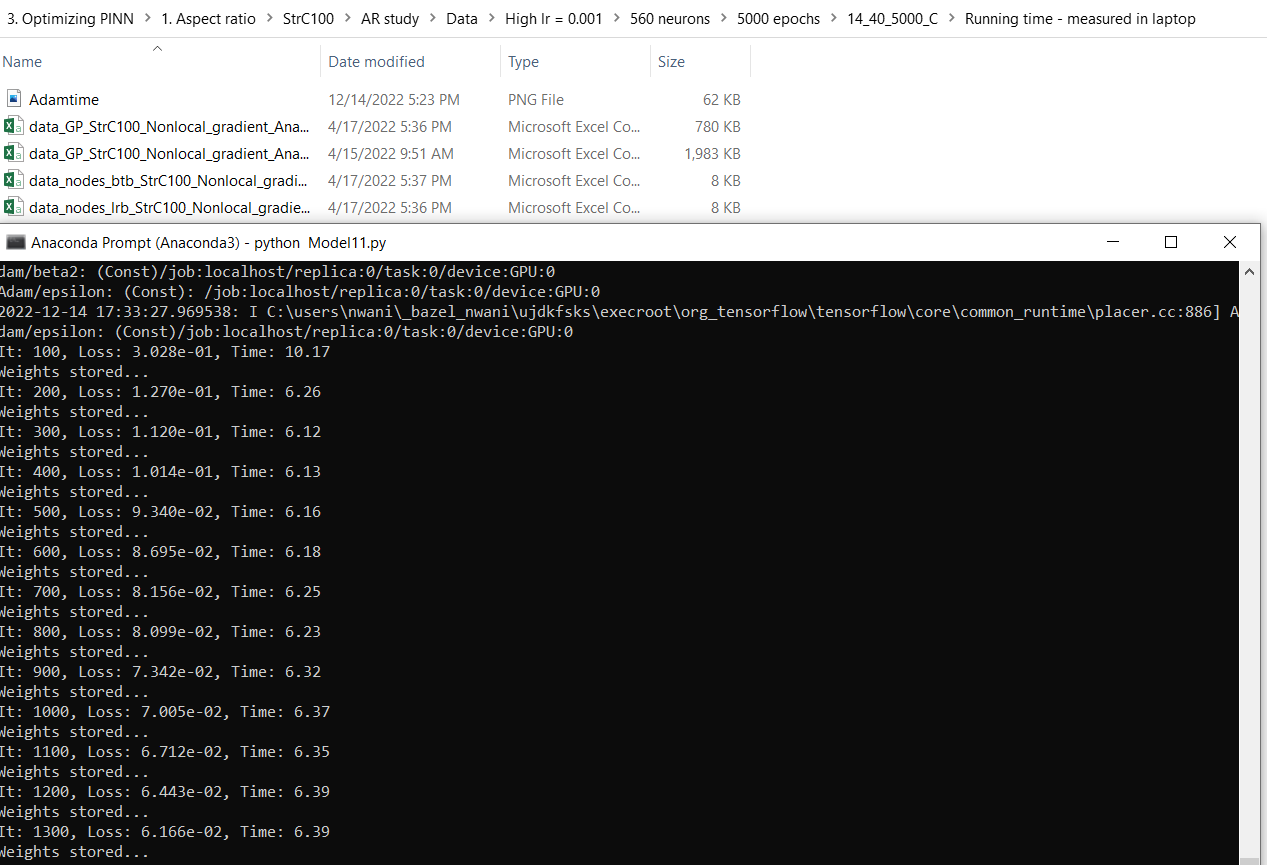 3. Optimizing PINN > 1. Aspect ratio > StrC100 > AR study > Data > High lr = 0.001 > 560 neurons > 5000 epochs > 14_40_5000_C > Running time - measured in laptop
Name Date modified Type Size
Adamtime 12/14/2022 5:23 PM PNG File 62 KB
data_GP_StrC100_Nonlocal_gradient_Ana... 4/17/2022 5:36 PM Microsoft Excel Co... 780 KB
data_GP_StrC100_Nonlocal_gradient_Ana... 4/15/2022 9:51 AM Microsoft Excel Co... 1,983 KB
data_nodes_btb_StrC100_Nonlocal_gradi... 4/17/2022 5:37 PM Microsoft Excel Co... 8 KB
data_nodes_lrb_StrC100_Nonlocal_gradie... 4/17/2022 5:36 PM Microsoft Excel Co... 8 KB
Anaconda Prompt (Anaconda3) - python Model11.py
dam/beta2: (Const)/job:localhost/replica:0/task:0/device:GPU:0
Adam/epsilon: (Const): /job:localhost/replica:0/task:0/device:GPU:0
2022-12-14 17:33:27.969538: I C:\users\nwani\_bazel_nwani\ujdkfsks\execroot\org_tensorflow\tensorflow\core\common_runtime\placer.cc:886] A
dam/epsilon: (Const)/job:localhost/replica:0/task:0/device:GPU:0
It: 100, Loss: 3.028e-01, Time: 10.17
Weights stored...
It: 200, Loss: 1.270e-01, Time: 6.26
Weights stored...
It: 300, Loss: 1.120e-01, Time: 6.12
Weights stored...
It: 400, Loss: 1.014e-01, Time: 6.13
Weights stored...
It: 500, Loss: 9.340e-02, Time: 6.16
Weights stored...
It: 600, Loss: 8.695e-02, Time: 6.18
Weights stored...
It: 700, Loss: 8.156e-02, Time: 6.25
Weights stored...
It: 800, Loss: 8.099e-02, Time: 6.23
Weights stored...
It: 900, Loss: 7.342e-02, Time: 6.32
Weights stored...
It: 1000, Loss: 7.005e-02, Time: 6.37
Weights stored...
It: 1100, Loss: 6.712e-02, Time: 6.35
Weights stored...
It: 1200, Loss: 6.443e-02, Time: 6.39
Weights stored...
It: 1300, Loss: 6.166e-02, Time: 6.39
Weights stored...